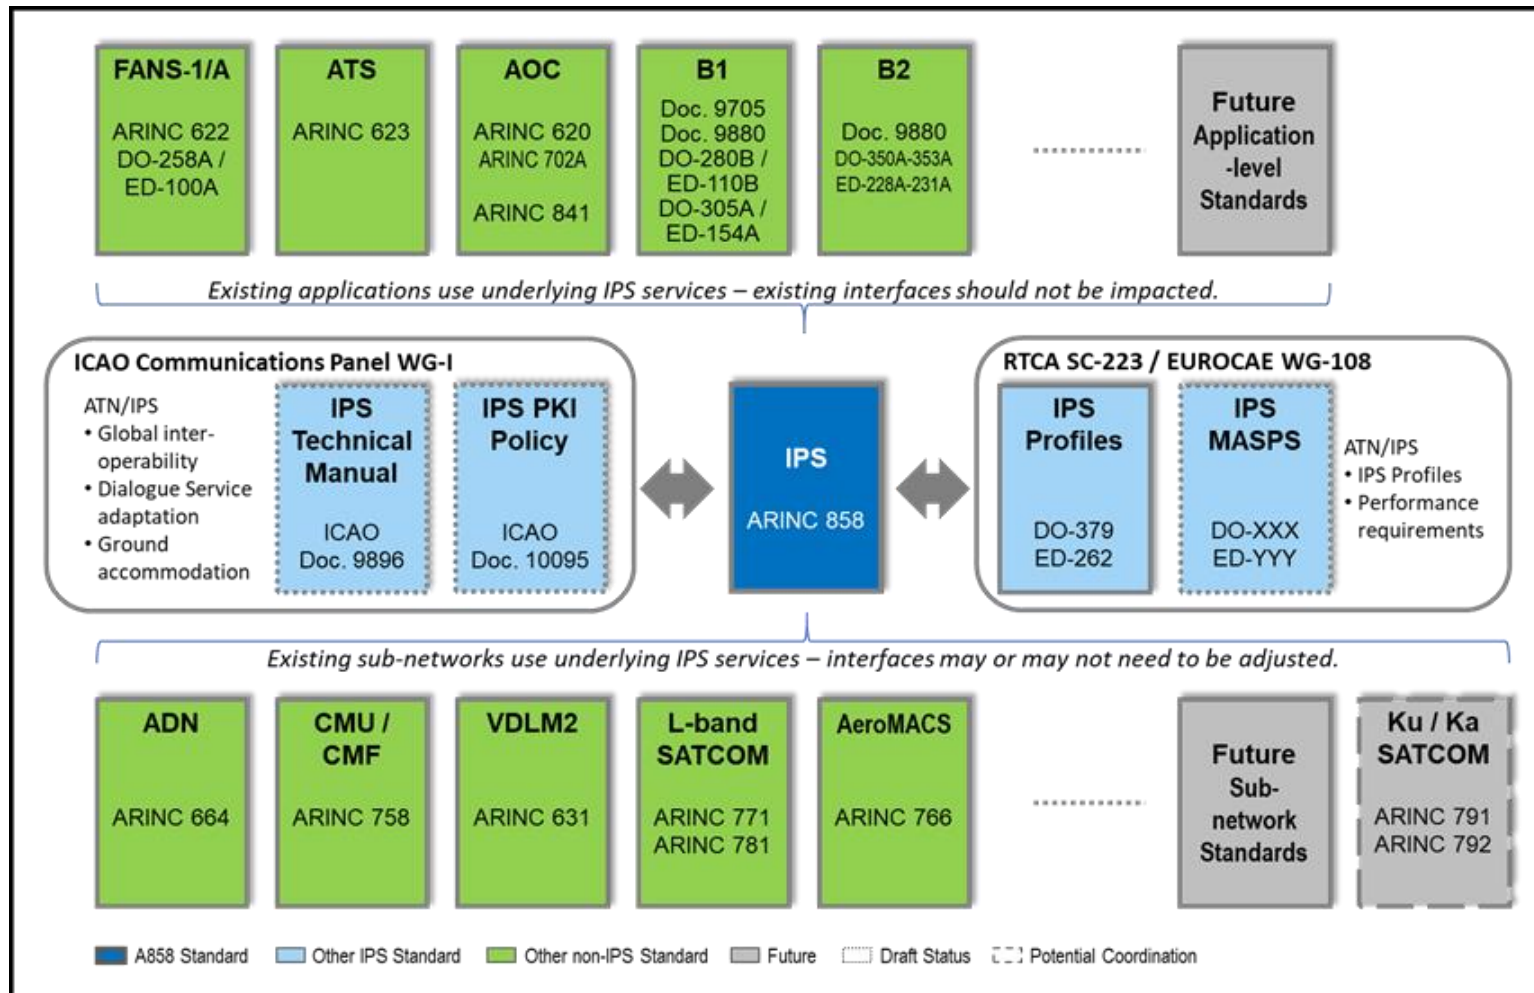 FANS-1/A
ARINC 622
DO-258A /
ED-100A
ATS
ARINC 623
AOC
ARINC 620
ARINC 702A
ARINC 841
B1
Doc. 9705
Doc. 9880
DO-280B /
ED-110B
DO-305A /
ED-154A
B2
Doc. 9880
DO-350A-353A
ED-228A-231A
Future
Application
-level
Standards
Existing applications use underlying IPS services – existing interfaces should not be impacted.
ICAO Communications Panel WG-I
ATN/IPS
• Global inter-
operability
• Dialogue Service
adaptation
• Ground
accommodation
IPS
Technical
Manual
ICAO
Doc. 9896
IPS PKI
Policy
ICAO
Doc. 10095
IPS
ARINC 858
RTCA SC-223 / EUROCAE WG-108
IPS
Profiles
DO-379
ED-262
IPS
MASPS
DO-XXX
ED-YYY
ATN/IPS
• IPS Profiles
• Performance
requirements
Existing sub-networks use underlying IPS services – interfaces may or may not need to be adjusted.
ADN
ARINC 664
CMU /
CMF
ARINC 758
VDLM2
ARINC 631
L-band
SATCOM
ARINC 771
ARINC 781
AeroMACS
ARINC 766
Future
Sub-
network
Standards
Ku / Ka
SATCOM
ARINC 791
ARINC 792
A858 Standard
Other IPS Standard
Other non-IPS Standard
Future
Draft Status
Potential Coordination